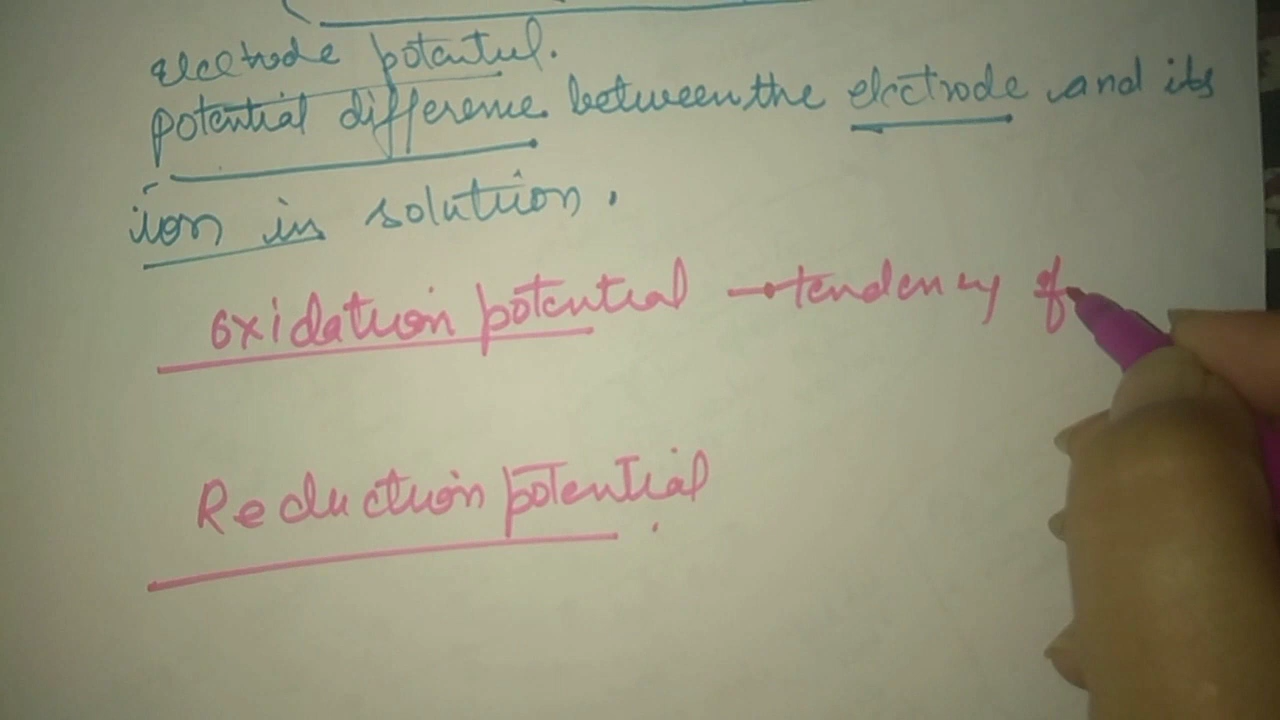 electrode potential.
potential difference between the electrode and its
ion in solution.
oxidation potential → tendency of
Reduction potential